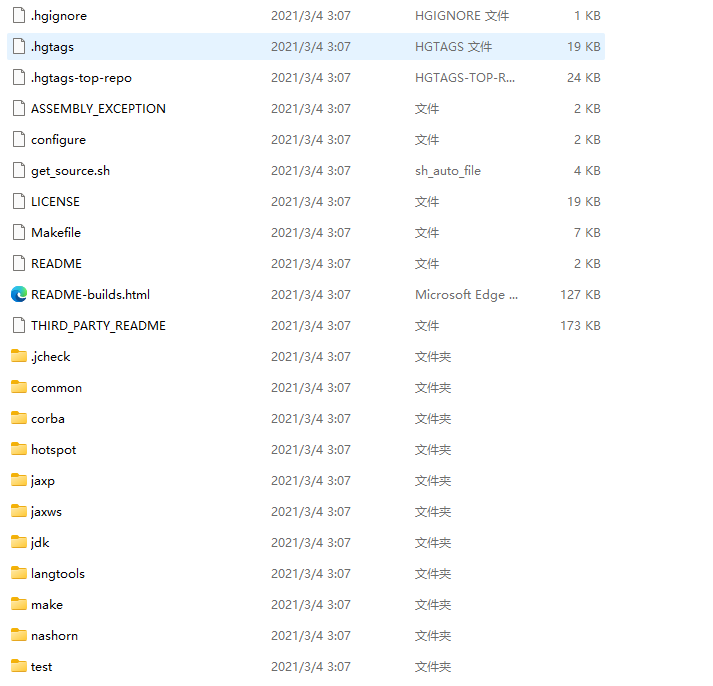 .hgignore 2021/3/4 3:07 HGIGNORE 文件 1 KB
.hgtags 2021/3/4 3:07 HGTAGS 文件 19 KB
.hgtags-top-repo 2021/3/4 3:07 HGTAGS-TOP-R... 24 KB
ASSEMBLY_EXCEPTION 2021/3/4 3:07 文件 2 KB
configure 2021/3/4 3:07 文件 2 KB
get_source.sh 2021/3/4 3:07 sh_auto_file 4 KB
LICENSE 2021/3/4 3:07 文件 19 KB
Makefile 2021/3/4 3:07 文件 7 KB
README 2021/3/4 3:07 文件 2 KB
README-builds.html 2021/3/4 3:07 Microsoft Edge ... 127 KB
THIRD_PARTY_README 2021/3/4 3:07 文件 173 KB
.jcheck 2021/3/4 3:07 文件夹
common 2021/3/4 3:07 文件夹
corba 2021/3/4 3:07 文件夹
hotspot 2021/3/4 3:07 文件夹
jaxp 2021/3/4 3:07 文件夹
jaxws 2021/3/4 3:07 文件夹
jdk 2021/3/4 3:07 文件夹
langtools 2021/3/4 3:07 文件夹
make 2021/3/4 3:07 文件夹
nashorn 2021/3/4 3:07 文件夹
test 2021/3/4 3:07 文件夹